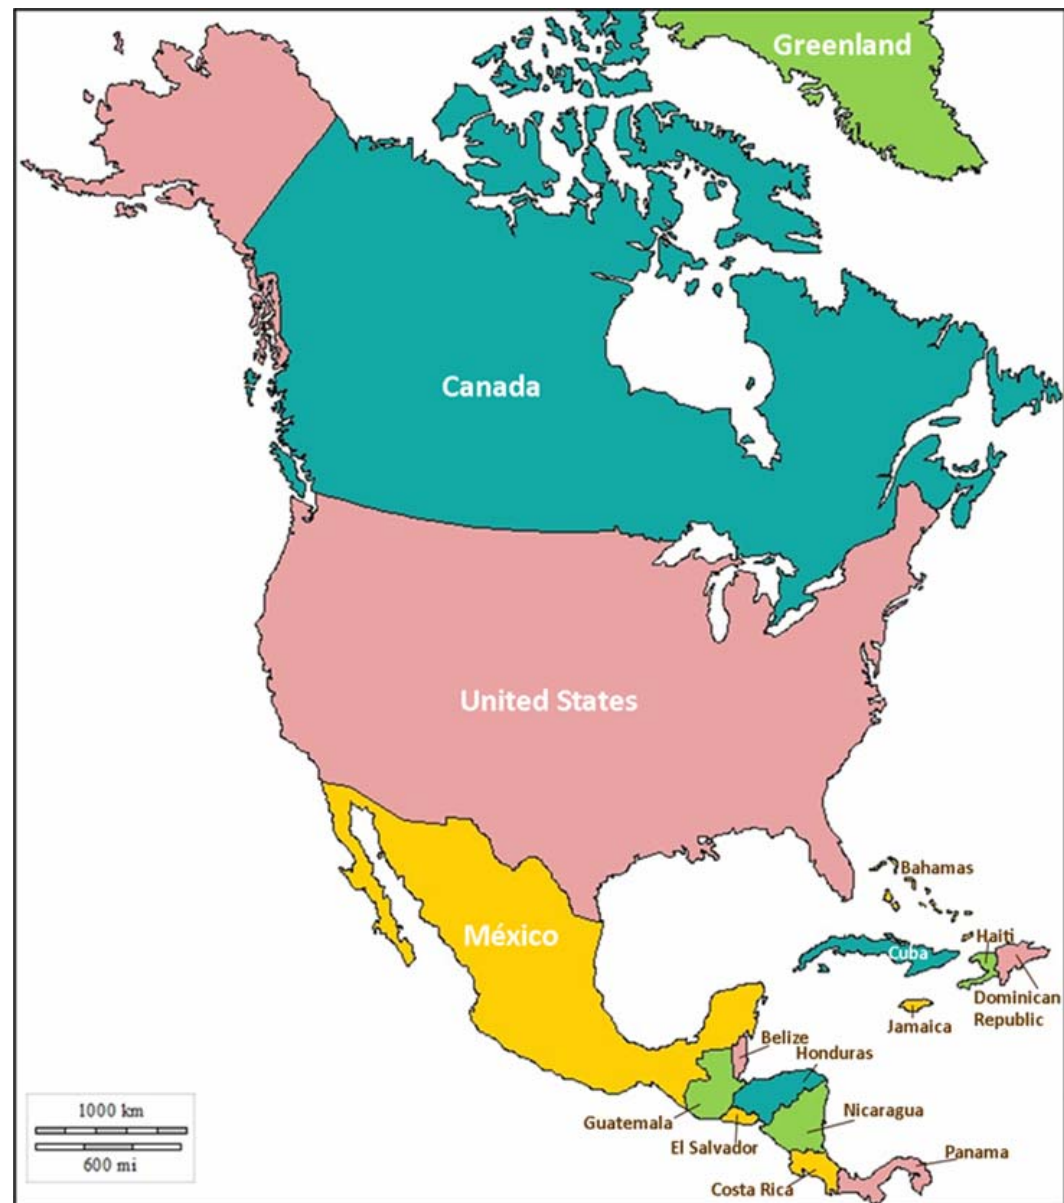 Greenland
Canada
United States
Bahamas
México
Haiti
Cuba
Dominican
Republic
Jamaica
Belize
Honduras
Guatemala
Nicaragua
El Salvador
Panama
Costa Rica
1000 km
600 mi